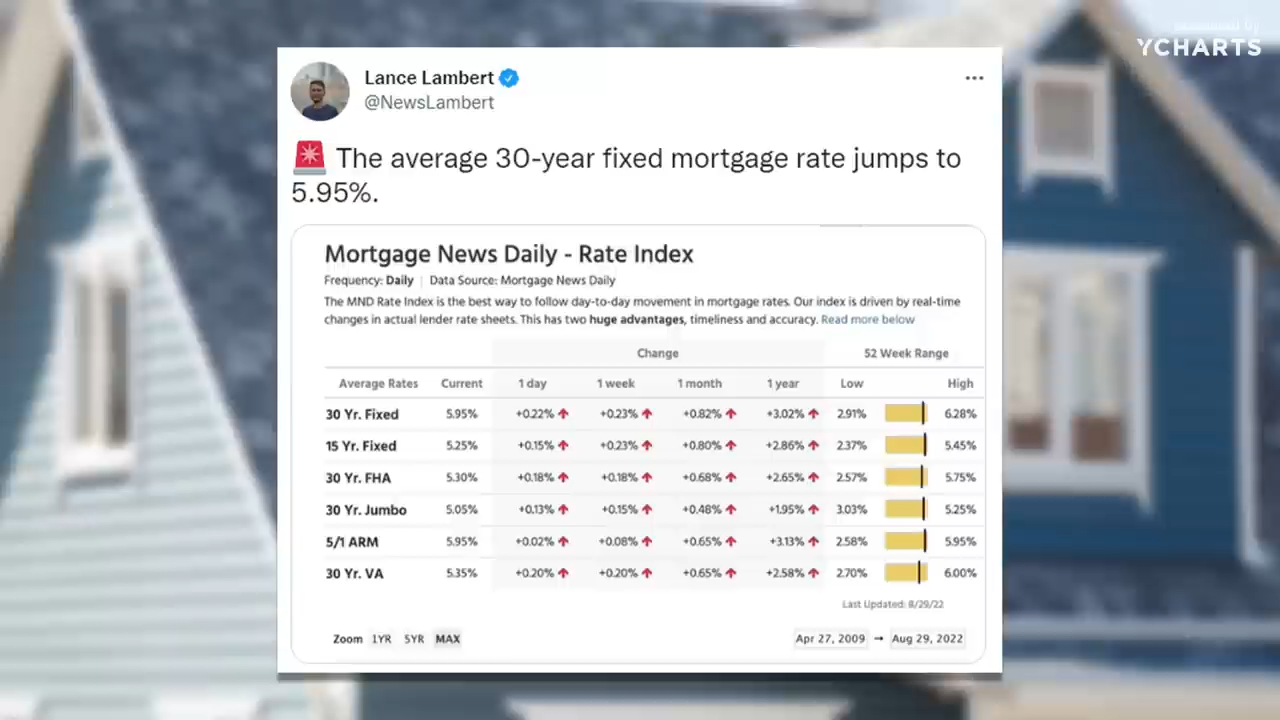 presented by
YCHARTS
Lance Lambert
@NewsLambert
The average 30-year fixed mortgage rate jumps to
5.95%.
Mortgage News Daily - Rate Index
Frequency: Daily | Data Source: Mortgage News Daily
The MND Rate Index is the best way to follow day-to-day movement in mortgage rates. Our index is driven by real-time
changes in actual lender rate sheets. This has two huge advantages, timeliness and accuracy. Read more below
Change 52 Week Range
Average Rates Current 1 day 1 week 1 month 1 year Low High
30 Yr. Fixed 5.95% +0.22% +0.23% +0.82% +3.02% 2.91% 6.28%
15 Yr. Fixed 5.25% +0.15% +0.23% +0.80% +2.86% 2.37% 5.45%
30 Yr. FHA 5.30% +0.18% +0.18% +0.68% +2.65% 2.57% 5.75%
30 Yr. Jumbo 5.05% +0.13% +0.15% +0.48% +1.95% 3.03% 5.25%
5/1 ARM 5.95% +0.02% +0.08% +0.65% +3.13% 2.58% 5.95%
30 Yr. VA 5.35% +0.20% +0.20% +0.65% +2.58% 2.70% 6.00%
Last Updated: 8/29/22
Zoom 1YR 5YR MAX Apr 27, 2009 → Aug 29, 2022